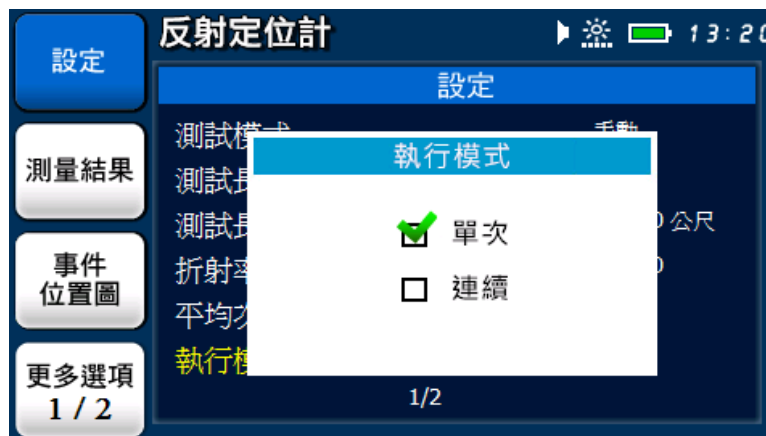 設定
測量結果
事件
位置圖
更多選項
1 / 2
反射定位計
13:20
設定
測試模
測試長
測試長 公尺
折射率
平均次
執行模
執行模式
單次
連續
1/2